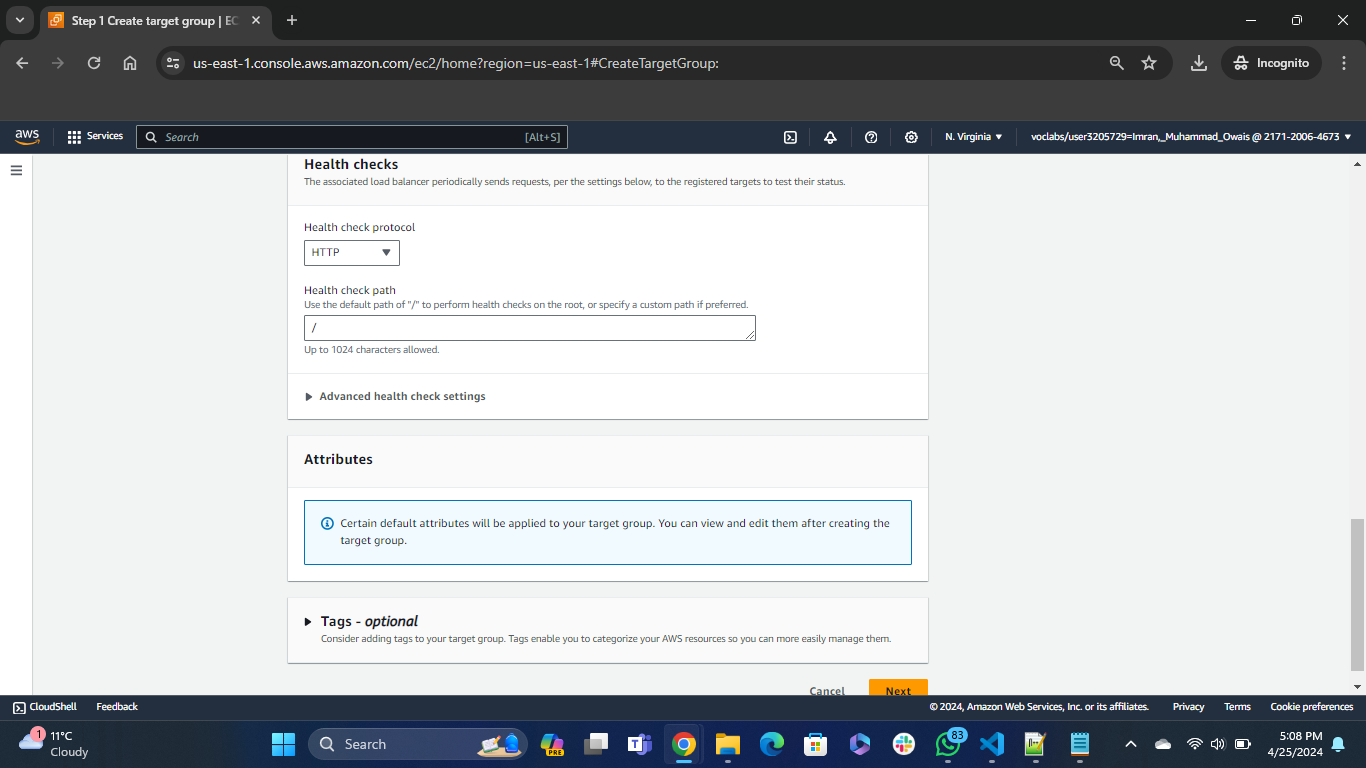 Step 1 Create target group | EC
us-east-1.console.aws.amazon.com/ec2/home?region=us-east-1#CreateTargetGroup:
Incognito
aws
Services
Search
[Alt+S]
N. Virginia
voclabs/user3205729=Imran,_Muhammad_Owais @ 2171-2006-4673
Health checks
The associated load balancer periodically sends requests, per the settings below, to the registered targets to test their status.
Health check protocol
HTTP
Health check path
Use the default path of "/" to perform health checks on the root, or specify a custom path if preferred.
/
Up to 1024 characters allowed.
Advanced health check settings
Attributes
Certain default attributes will be applied to your target group. You can view and edit them after creating the
target group.
Tags - optional
Consider adding tags to your target group. Tags enable you to categorize your AWS resources so you can more easily manage them.
Cancel
Next
CloudShell
Feedback
© 2024, Amazon Web Services, Inc. or its affiliates.
Privacy
Terms
Cookie preferences
1
11°C
Cloudy
Search
PRE
83
5:08 PM
4/25/2024